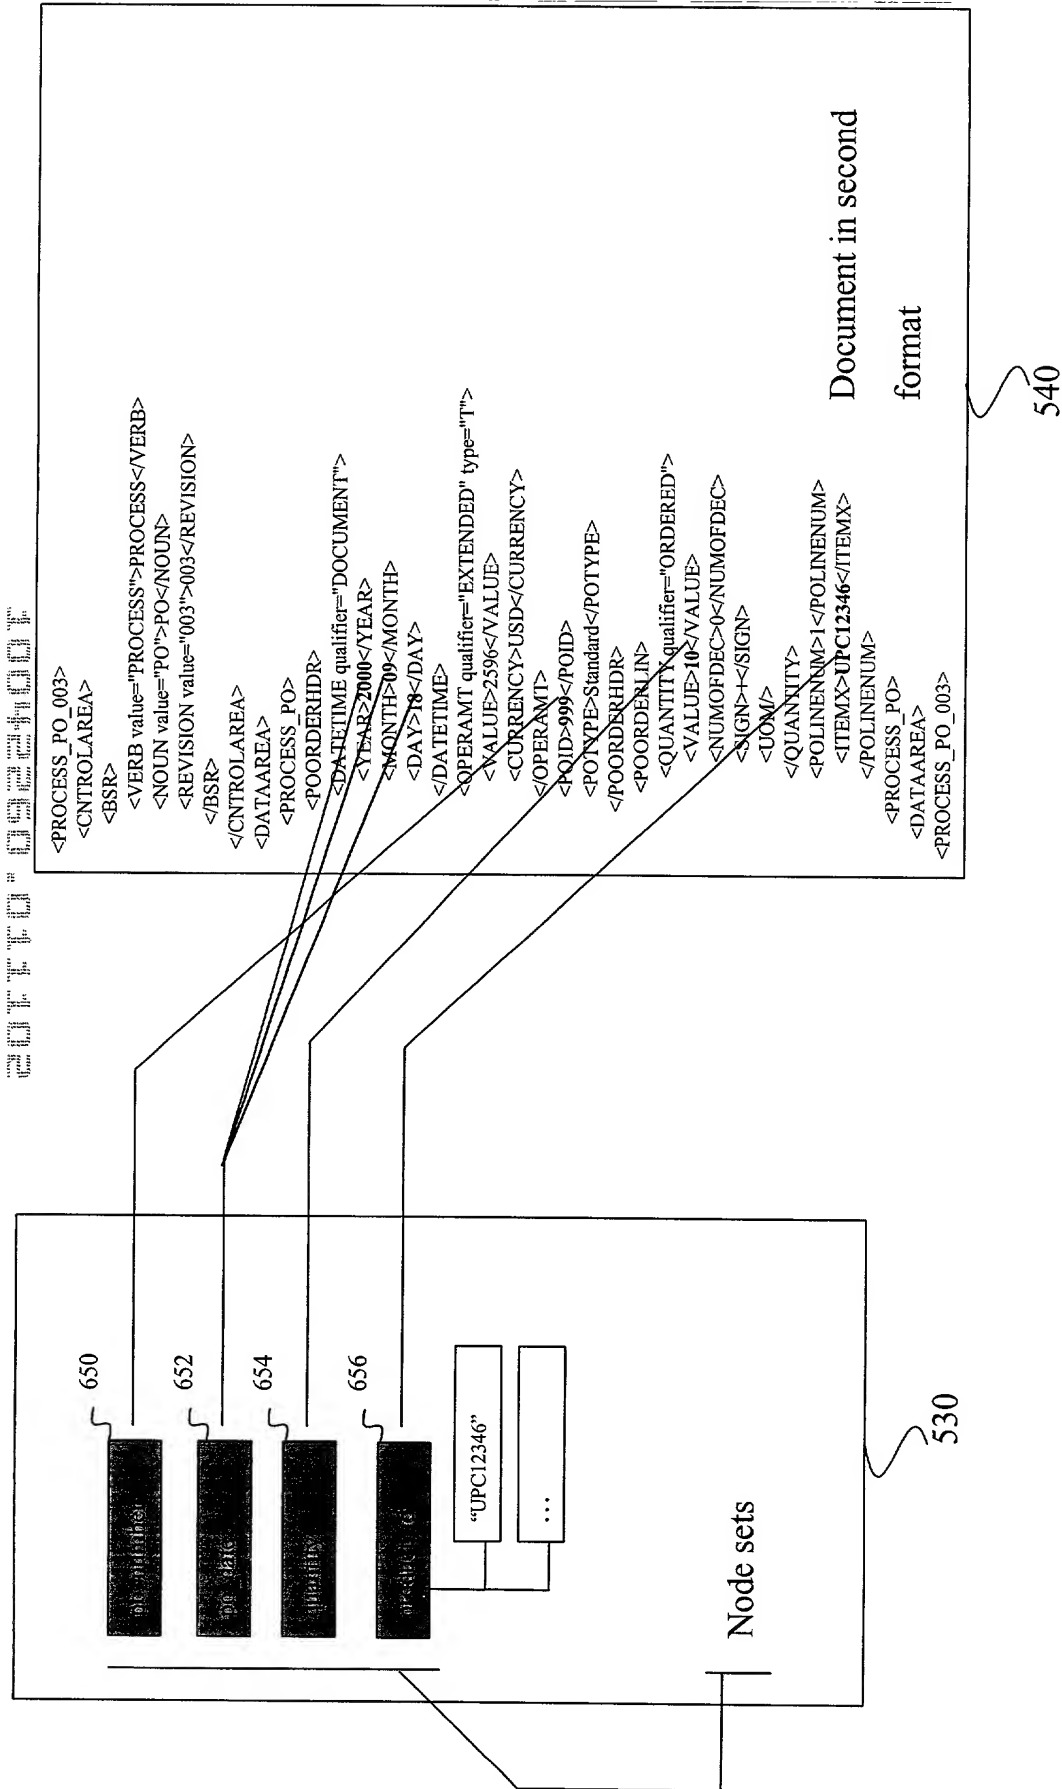 <PROCESS_PO_003>
<CNTROLAREA>
<BSR>
<VERB value="PROCESS">PROCESS</VERB>
<NOUN value="PO">PO</NOUN>
<REVISION value="003">003</REVISION>
</BSR>
</CNTROLAREA>
<DATAAREA>
<PROCESS_PO>
<POORDERHDR>
<DATETIME qualifier="DOCUMENT">
<YEAR>2000</YEAR>
<MONTH>09</MONTH>
<DAY>18</DAY>
</DATETIME>
<OPERAMT qualifier="EXTENDED" type="T">
<VALUE>2596</VALUE>
<CURRENCY>USD</CURRENCY>
</OPERAMT>
<POID>999</POID>
<POTYPE>Standard</POTYPE>
</POORDERHDR>
<POORDERLIN>
<QUANTITY qualifier="ORDERED">
<VALUE>10</VALUE>
<NUMOFDEC>0</NUMOFDEC>
<SIGN>+</SIGN>
<UOM/>
</QUANTITY>
<POLINENUM>1</POLINENUM>
<ITEMX>UPC12346</ITEMX>
</POLINENUM>
<PROCESS_PO>
<DATAAREA>
<PROCESS_PO_003>
Document in second
format
540
650
652
654
656
quantity
"UPC12346"
...
Node sets
530